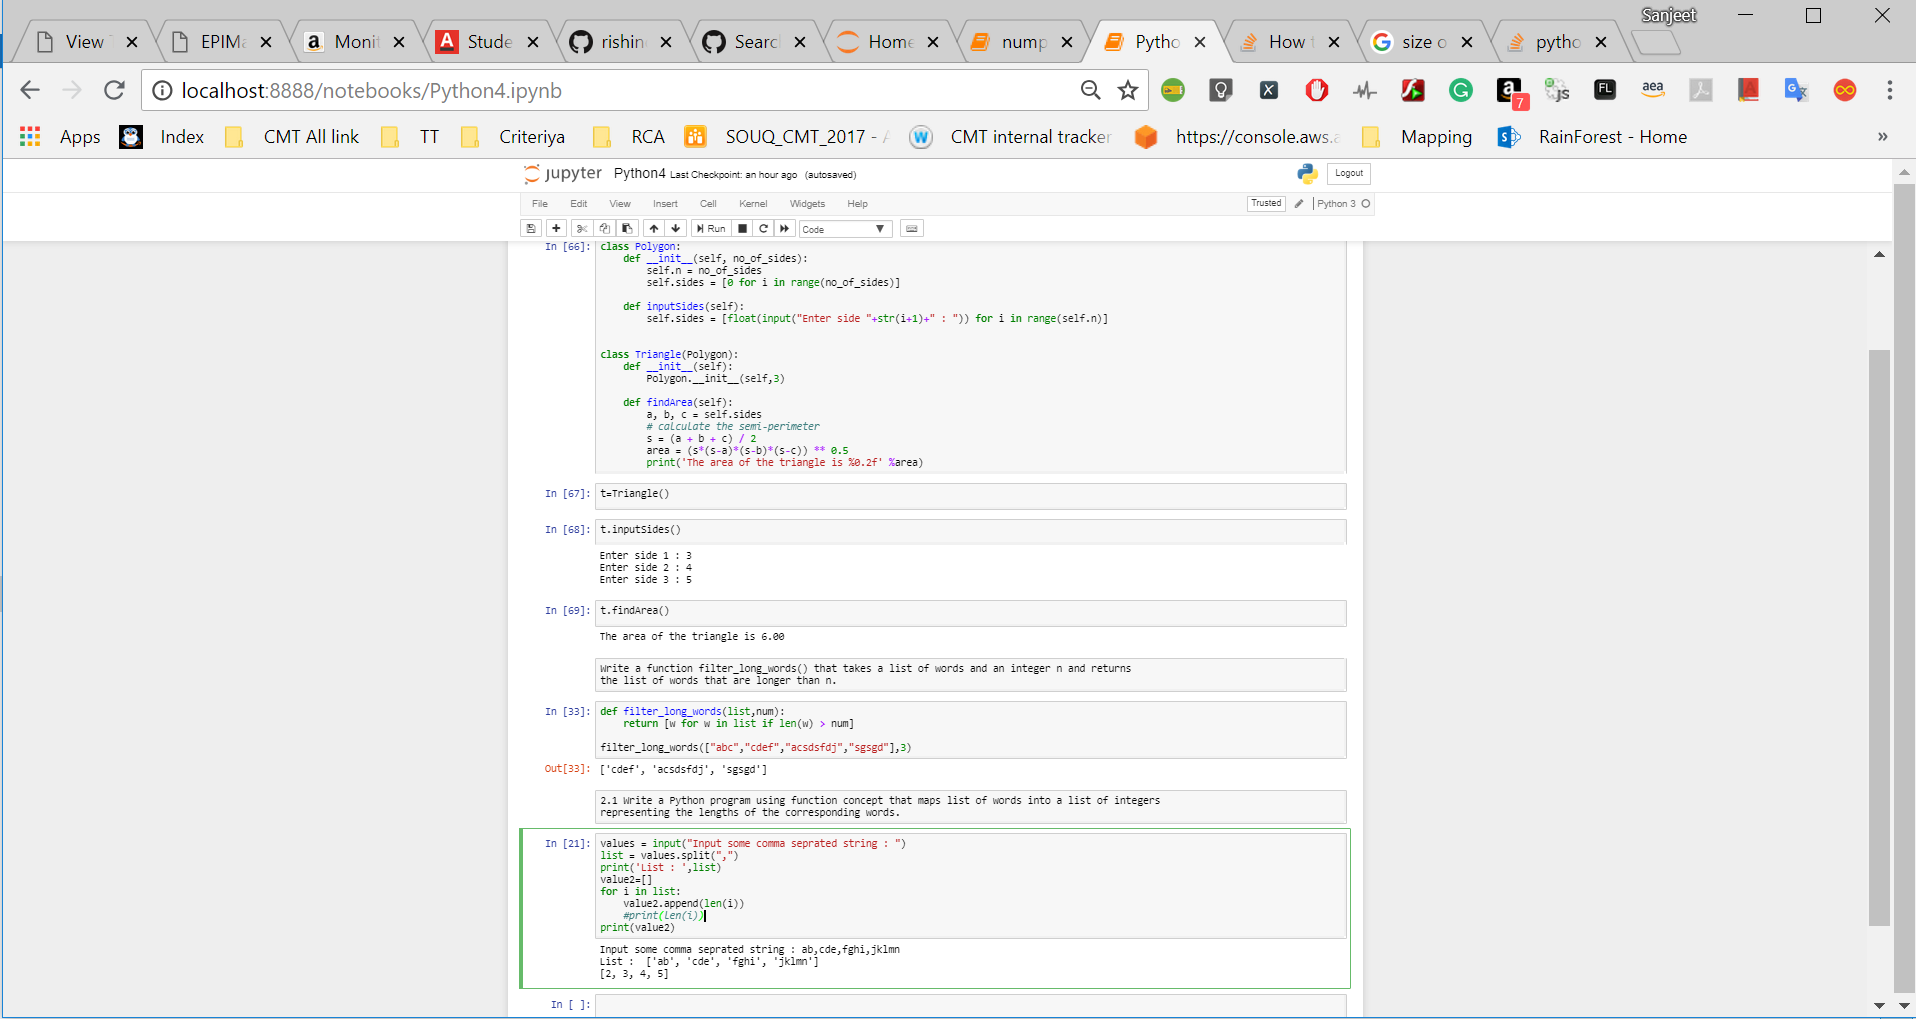 Sanjeet
View
EPIMa
Monit
Stude
rishin
Searc
Home
nump
Pytho
How t
size o
pytho
localhost:8888/notebooks/Python4.ipynb
7
js
FL
aea
Apps
Index
CMT All link
TT
Criteriya
RCA
SOUQ_CMT_2017 -
CMT internal tracker
https://console.aws.a
Mapping
RainForest - Home
»
jupyter Python4 Last Checkpoint: an hour ago (autosaved)
Logout
File Edit View Insert Cell Kernel Widgets Help
Trusted
Python 3
Run
Code
In [66]: class Polygon:
    def __init__(self, no_of_sides):
        self.n = no_of_sides
        self.sides = [0 for i in range(no_of_sides)]
    def inputSides(self):
        self.sides = [float(input("Enter side "+str(i+1)+" : ")) for i in range(self.n)]
class Triangle(Polygon):
    def __init__(self):
        Polygon.__init__(self,3)
    def findArea(self):
        a, b, c = self.sides
        # calculate the semi-perimeter
        s = (a + b + c) / 2
        area = (s*(s-a)*(s-b)*(s-c)) ** 0.5
        print('The area of the triangle is %0.2f' %area)
In [67]: t=Triangle()
In [68]: t.inputSides()
Enter side 1 : 3
Enter side 2 : 4
Enter side 3 : 5
In [69]: t.findArea()
The area of the triangle is 6.00
Write a function filter_long_words() that takes a list of words and an integer n and returns
the list of words that are longer than n.
In [33]: def filter_long_words(list,num):
    return [w for w in list if len(w) > num]
filter_long_words(["abc","cdef","acsdsfdj","sgsgd"],3)
Out[33]: ['cdef', 'acsdsfdj', 'sgsgd']
2.1 Write a Python program using function concept that maps list of words into a list of integers
representing the lengths of the corresponding words.
In [21]: values = input("Input some comma seprated string : ")
list = values.split(",")
print('List : ',list)
value2=[]
for i in list:
    value2.append(len(i))
    #print(len(i))
print(value2)
Input some comma seprated string : ab,cde,fghi,jklmn
List :  ['ab', 'cde', 'fghi', 'jklmn']
[2, 3, 4, 5]
In [ ]: